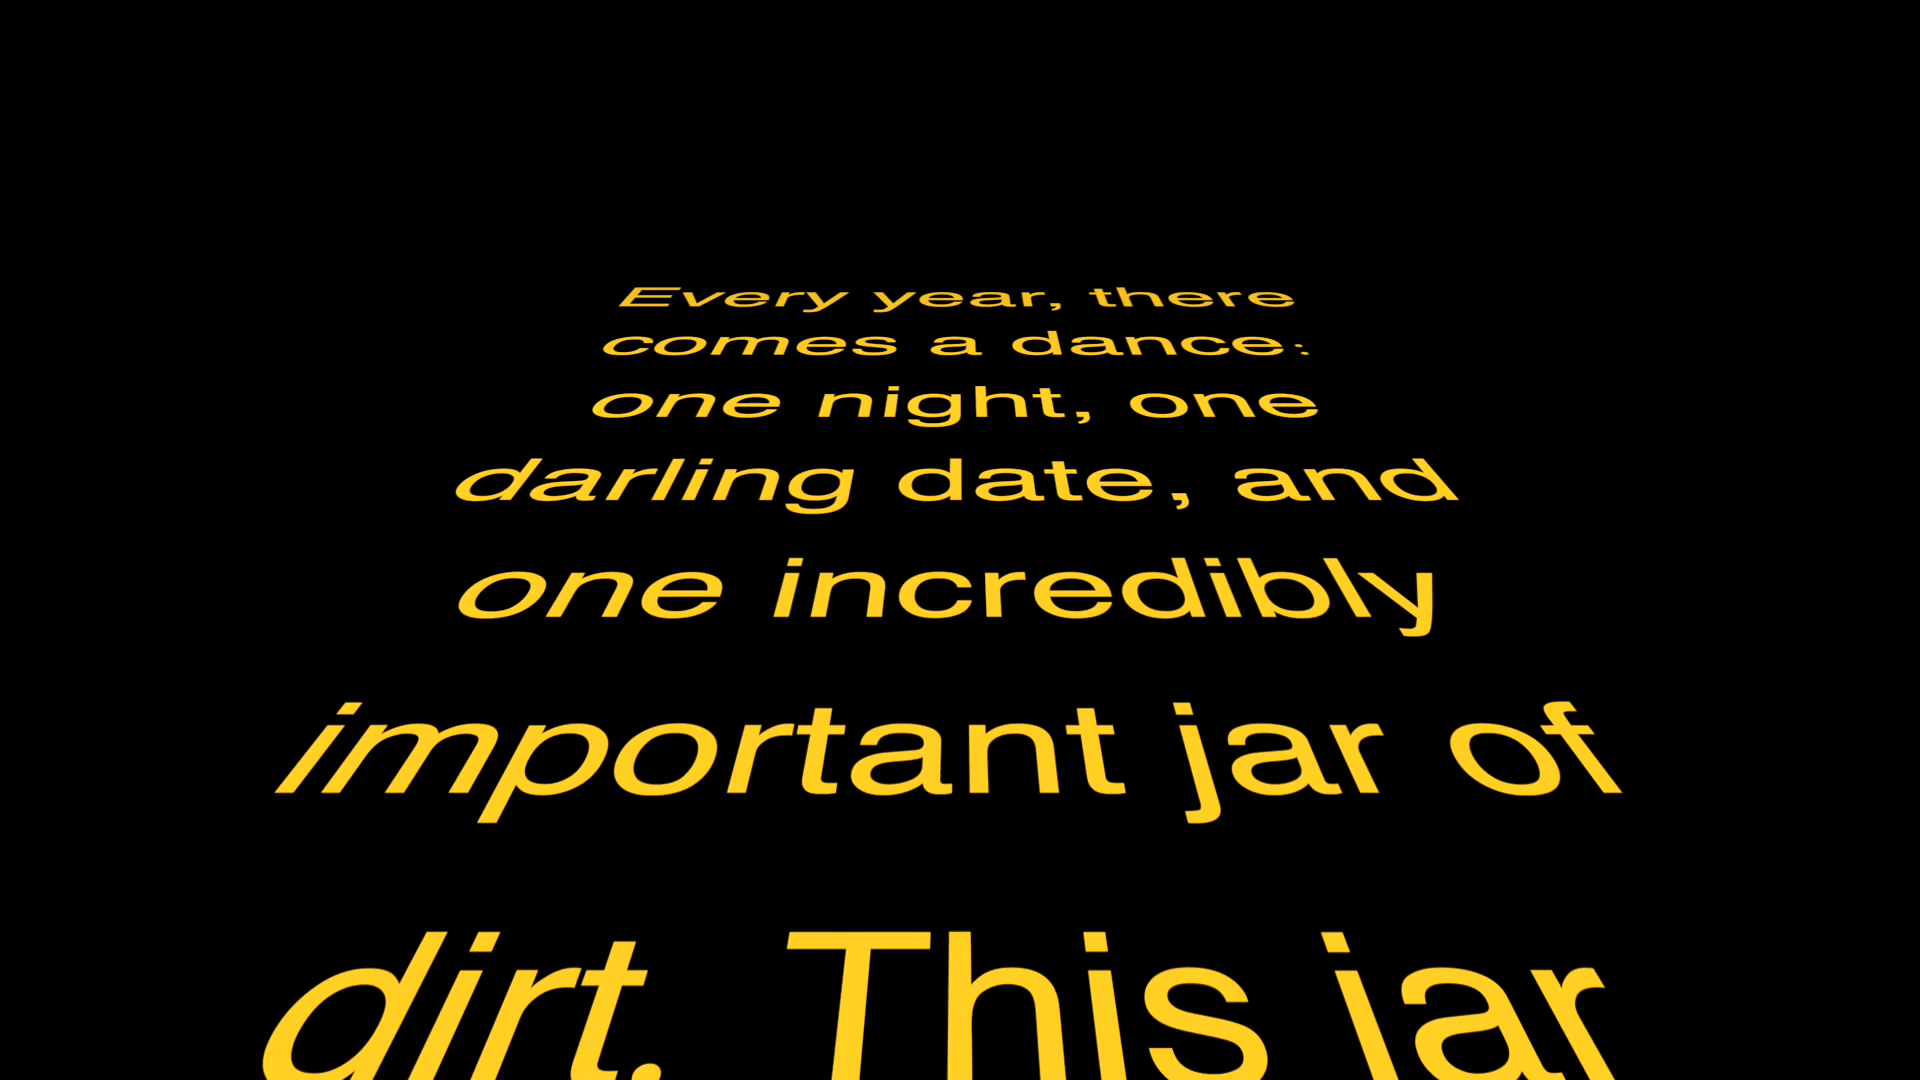 Every year, there
comes a dance:
one night, one
darling date, and
one incredibly
important jar of
dirt. This jar